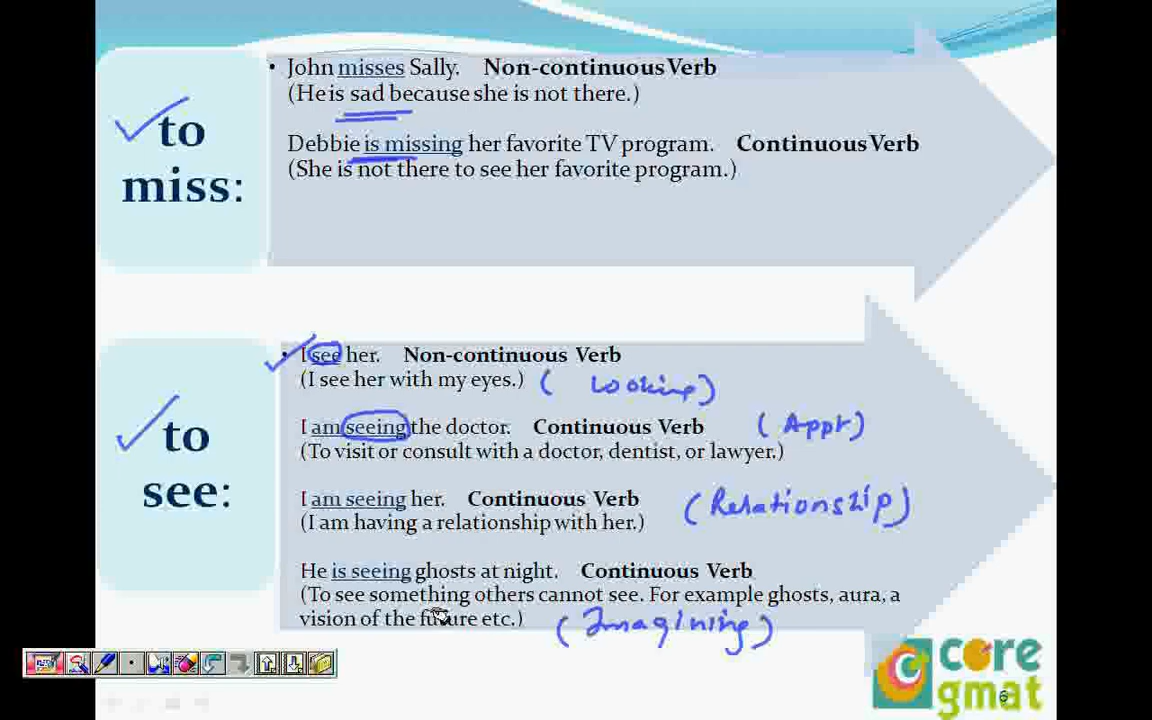 to
miss:
• John misses Sally. Non-continuous Verb
(He is sad because she is not there.)
Debbie is missing her favorite TV program. Continuous Verb
(She is not there to see her favorite program.)
to
see:
• I see her. Non-continuous Verb
(I see her with my eyes.) (Looking)
I am seeing the doctor. Continuous Verb (Appt)
(To visit or consult with a doctor, dentist, or lawyer.)
I am seeing her. Continuous Verb (Relationship)
(I am having a relationship with her.)
He is seeing ghosts at night. Continuous Verb
(To see something others cannot see. For example ghosts, aura, a
vision of the future etc.) (Imagining)
core
gmat
6